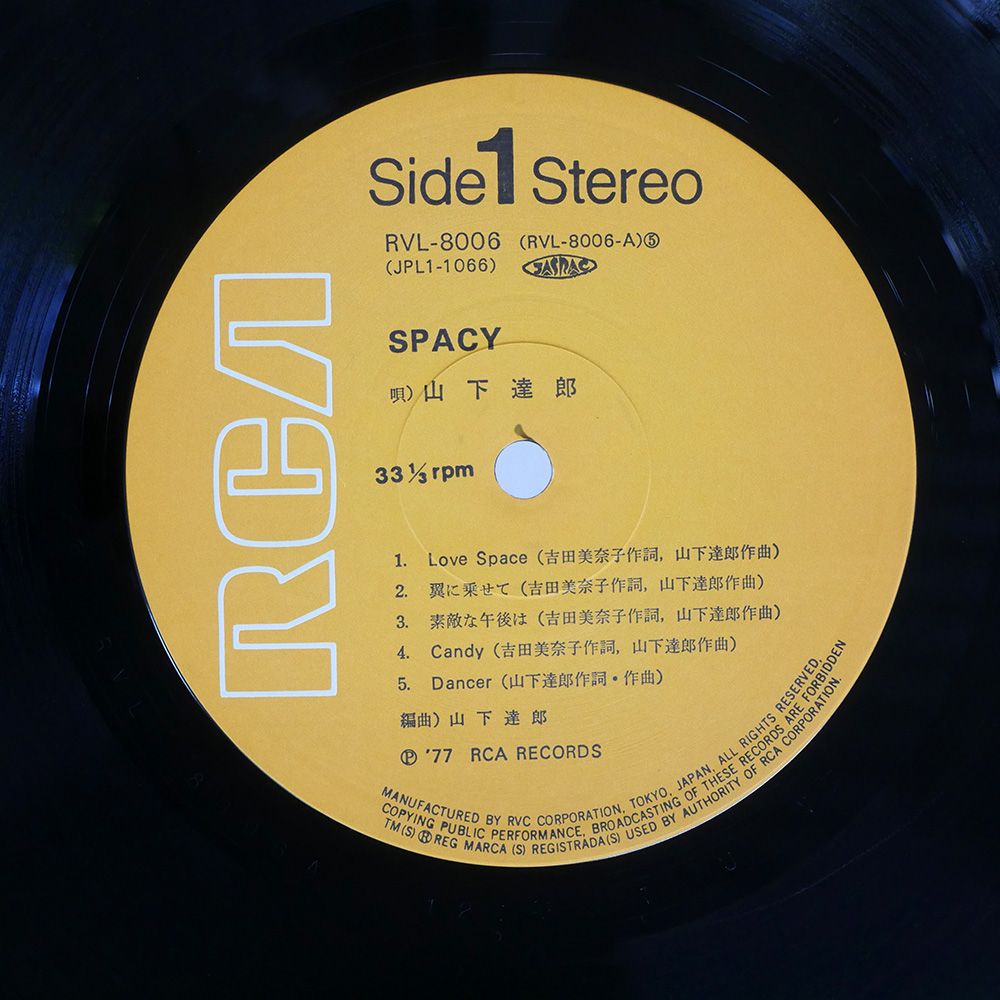 Side 1 Stereo
RVL-8006 (RVL-8006-A)⑤
(JPL1-1066) JASRAC
RCA
SPACY
唄) 山下達郎
33⅓rpm
1. Love Space (吉田美奈子作詞, 山下達郎作曲)
2. 翼に乗せて (吉田美奈子作詞, 山下達郎作曲)
3. 素敵な午後は (吉田美奈子作詞, 山下達郎作曲)
4. Candy (吉田美奈子作詞, 山下達郎作曲)
5. Dancer (山下達郎作詞・作曲)
編曲) 山下達郎
Ⓟ '77 RCA RECORDS
MANUFACTURED BY RVC CORPORATION, TOKYO, JAPAN, ALL RIGHTS RESERVED,
COPYING PUBLIC PERFORMANCE, BROADCASTING OF THESE RECORDS ARE FORBIDDEN
TM(S) ® REG MARCA (S) REGISTRADA(S) USED BY AUTHORITY OF RCA CORPORATION.